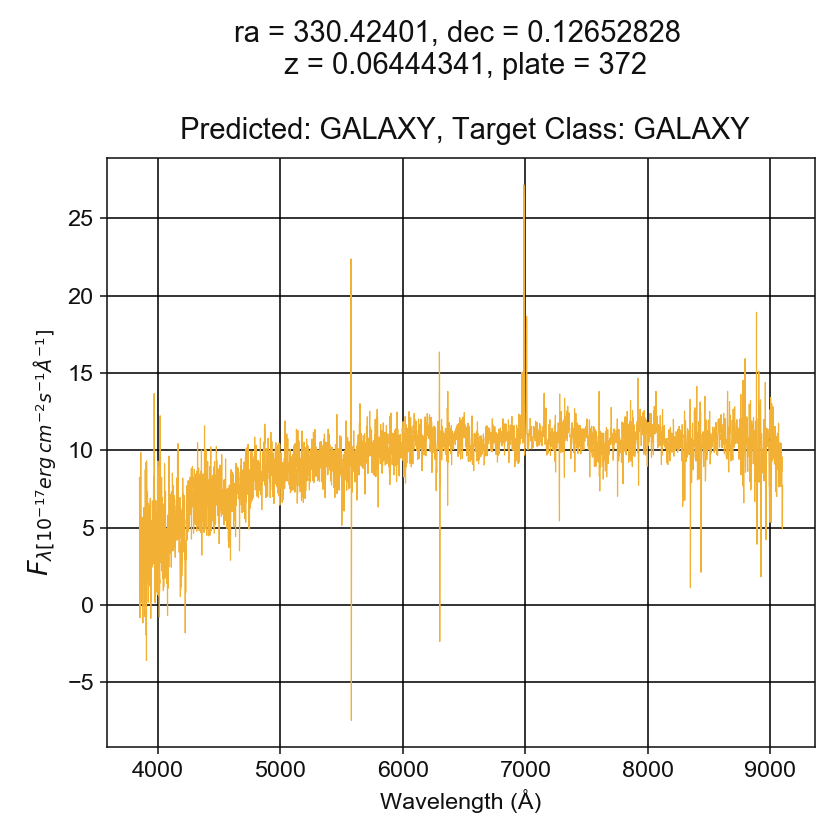 ra = 330.42401, dec = 0.12652828
z = 0.06444341, plate = 372
Predicted: GALAXY, Target Class: GALAXY
25
20
15
10
5
0
−5
F_{λ[10^{−17} erg cm^{−2} s^{−1} Å^{−1}]}
4000 5000 6000 7000 8000 9000
Wavelength (Å)